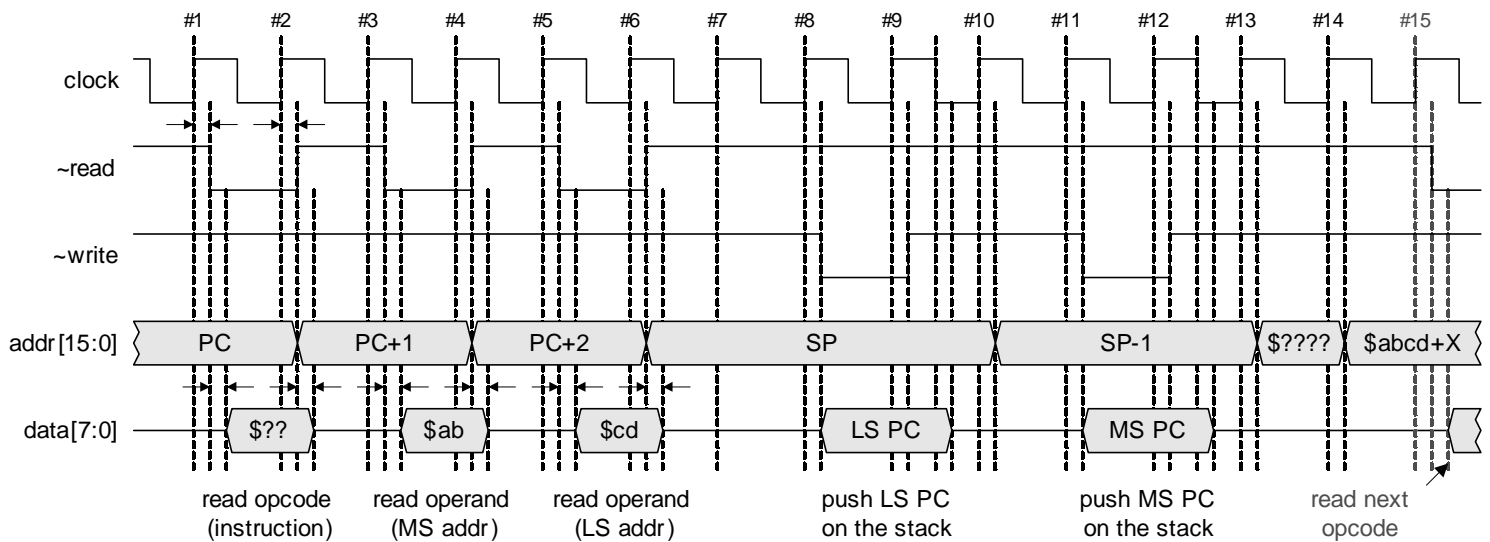 #1 #2 #3 #4 #5 #6 #7 #8 #9 #10 #11 #12 #13 #14 #15
clock
~read
~write
addr[15:0] PC PC+1 PC+2 SP SP-1 $???? $abcd+X
data[7:0] $?? $ab $cd LS PC MS PC
read opcode read operand read operand push LS PC push MS PC read next
(instruction) (MS addr) (LS addr) on the stack on the stack opcode